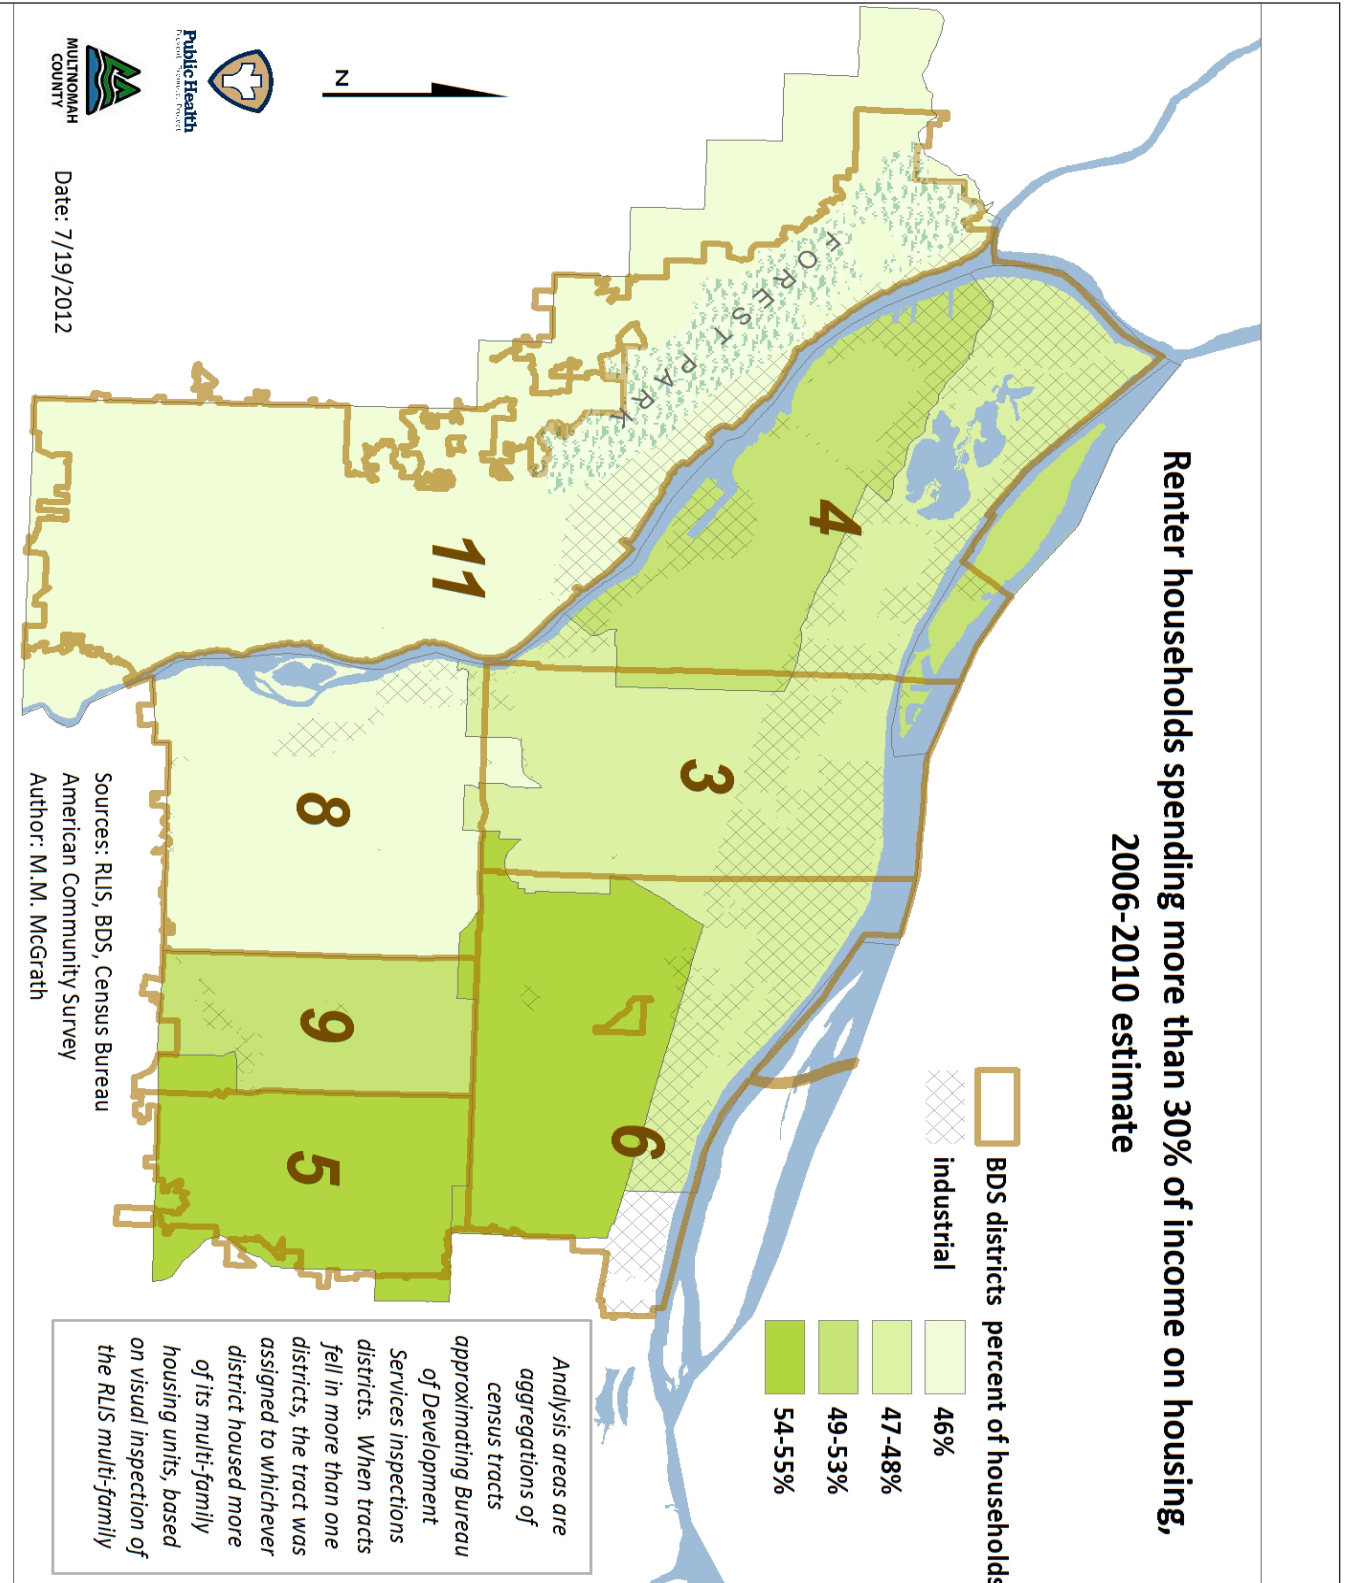 Renter households spending more than 30% of income on housing,
2006-2010 estimate
BDS districts
industrial
percent of households
46%
47-48%
49-53%
54-55%
FOREST PARK
4
11
3
6
8
9
5
N
Public Health
MULTNOMAH
COUNTY
Date: 7/19/2012
Sources: RLIS, BDS, Census Bureau
American Community Survey
Author: M.M. McGrath
Analysis areas are
aggregations of
census tracts
approximating Bureau
of Development
Services inspections
districts. When tracts
fell in more than one
districts, the tract was
assigned to whichever
district housed more
of its multi-family
housing units, based
on visual inspection of
the RLIS multi-family